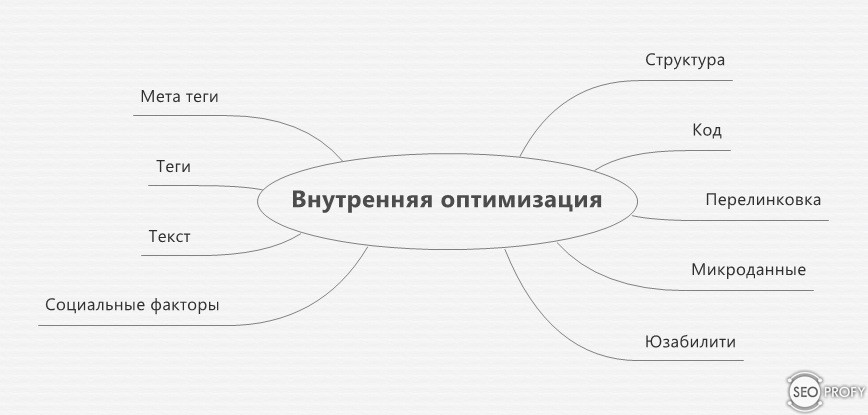 Структура
Мета теги
Код
Теги
Внутренняя оптимизация
Перелинковка
Текст
Микроданные
Социальные факторы
Юзабилити
SEO PROFY